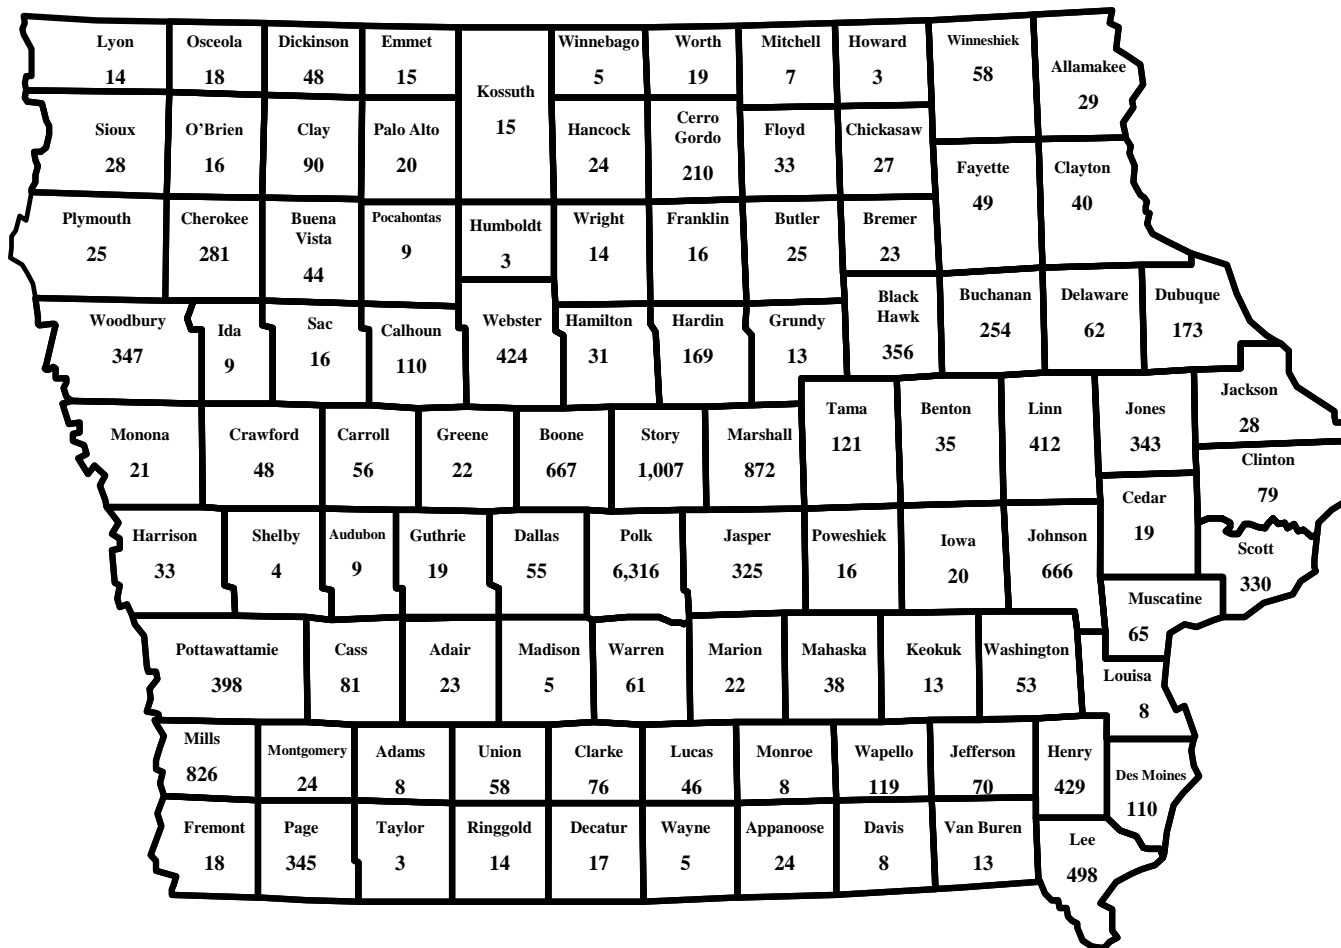 Lyon
14
Osceola
18
Dickinson
48
Emmet
15
Kossuth
15
Winnebago
5
Worth
19
Mitchell
7
Howard
3
Winneshiek
58
Allamakee
29
Sioux
28
O’Brien
16
Clay
90
Palo Alto
20
Hancock
24
Cerro
Gordo
210
Floyd
33
Chickasaw
27
Fayette
49
Clayton
40
Plymouth
25
Cherokee
281
Buena
Vista
44
Pocahontas
9
Humboldt
3
Wright
14
Franklin
16
Butler
25
Bremer
23
Woodbury
347
Ida
9
Sac
16
Calhoun
110
Webster
424
Hamilton
31
Hardin
169
Grundy
13
Black
Hawk
356
Buchanan
254
Delaware
62
Dubuque
173
Monona
21
Crawford
48
Carroll
56
Greene
22
Boone
667
Story
1,007
Marshall
872
Tama
121
Benton
35
Linn
412
Jones
343
Jackson
28
Clinton
79
Cedar
19
Harrison
33
Shelby
4
Audubon
9
Guthrie
19
Dallas
55
Polk
6,316
Jasper
325
Poweshiek
16
Iowa
20
Johnson
666
Scott
330
Muscatine
65
Pottawattamie
398
Cass
81
Adair
23
Madison
5
Warren
61
Marion
22
Mahaska
38
Keokuk
13
Washington
53
Louisa
8
Mills
826
Montgomery
24
Adams
8
Union
58
Clarke
76
Lucas
46
Monroe
8
Wapello
119
Jefferson
70
Henry
429
Des Moines
110
Fremont
18
Page
345
Taylor
3
Ringgold
14
Decatur
17
Wayne
5
Appanoose
24
Davis
8
Van Buren
13
Lee
498